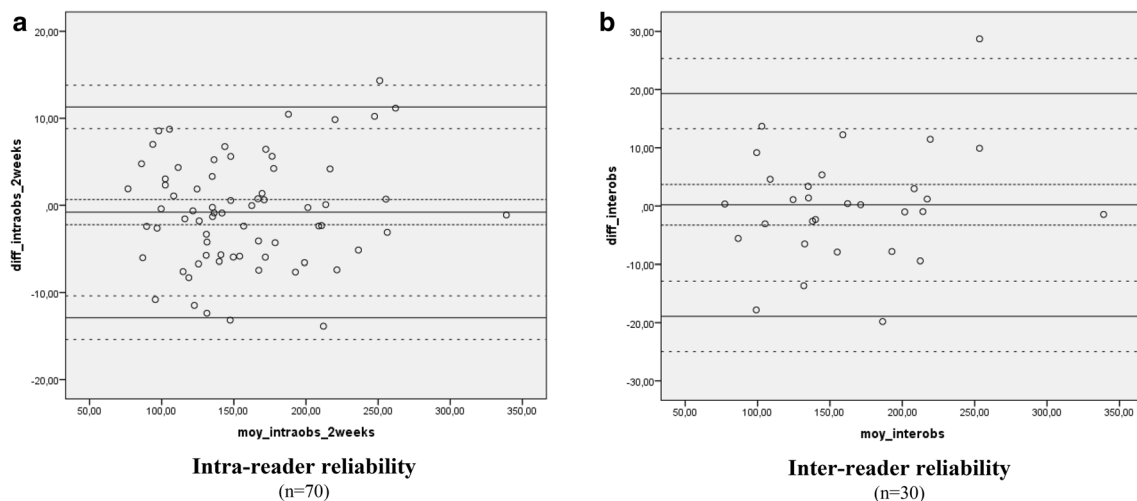 a
20,00
10,00
,00
-10,00
-20,00
diff_intraobs_2weeks
50,00 100,00 150,00 200,00 250,00 300,00 350,00
moy_intraobs_2weeks
Intra-reader reliability
(n=70)
b
30,00
20,00
10,00
,00
-10,00
-20,00
-30,00
diff_interobs
50,00 100,00 150,00 200,00 250,00 300,00 350,00
moy_interobs
Inter-reader reliability
(n=30)